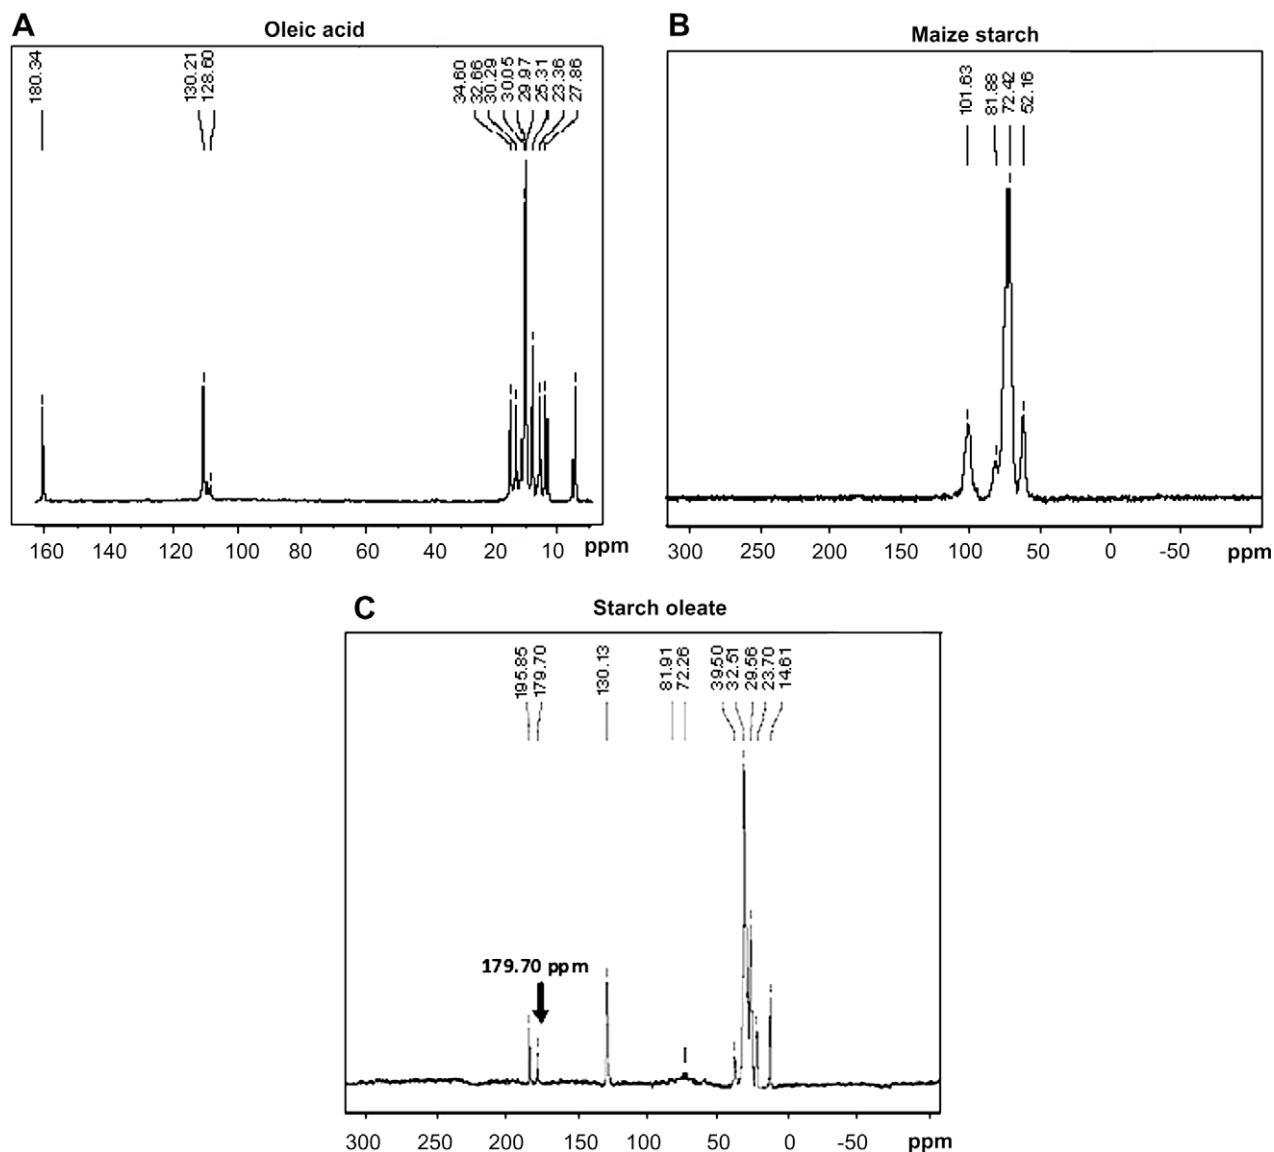 A
Oleic acid
180.34
130.21
128.60
34.60
32.66
30.29
30.05
29.97
25.31
23.36
27.86
160 140 120 100 80 60 40 20 10 ppm
B
Maize starch
101.63
81.88
72.42
52.16
300 250 200 150 100 50 0 -50 ppm
C
Starch oleate
195.85
179.70
130.13
81.91
72.26
39.50
32.51
29.56
23.70
14.61
179.70 ppm
300 250 200 150 100 50 0 -50 ppm